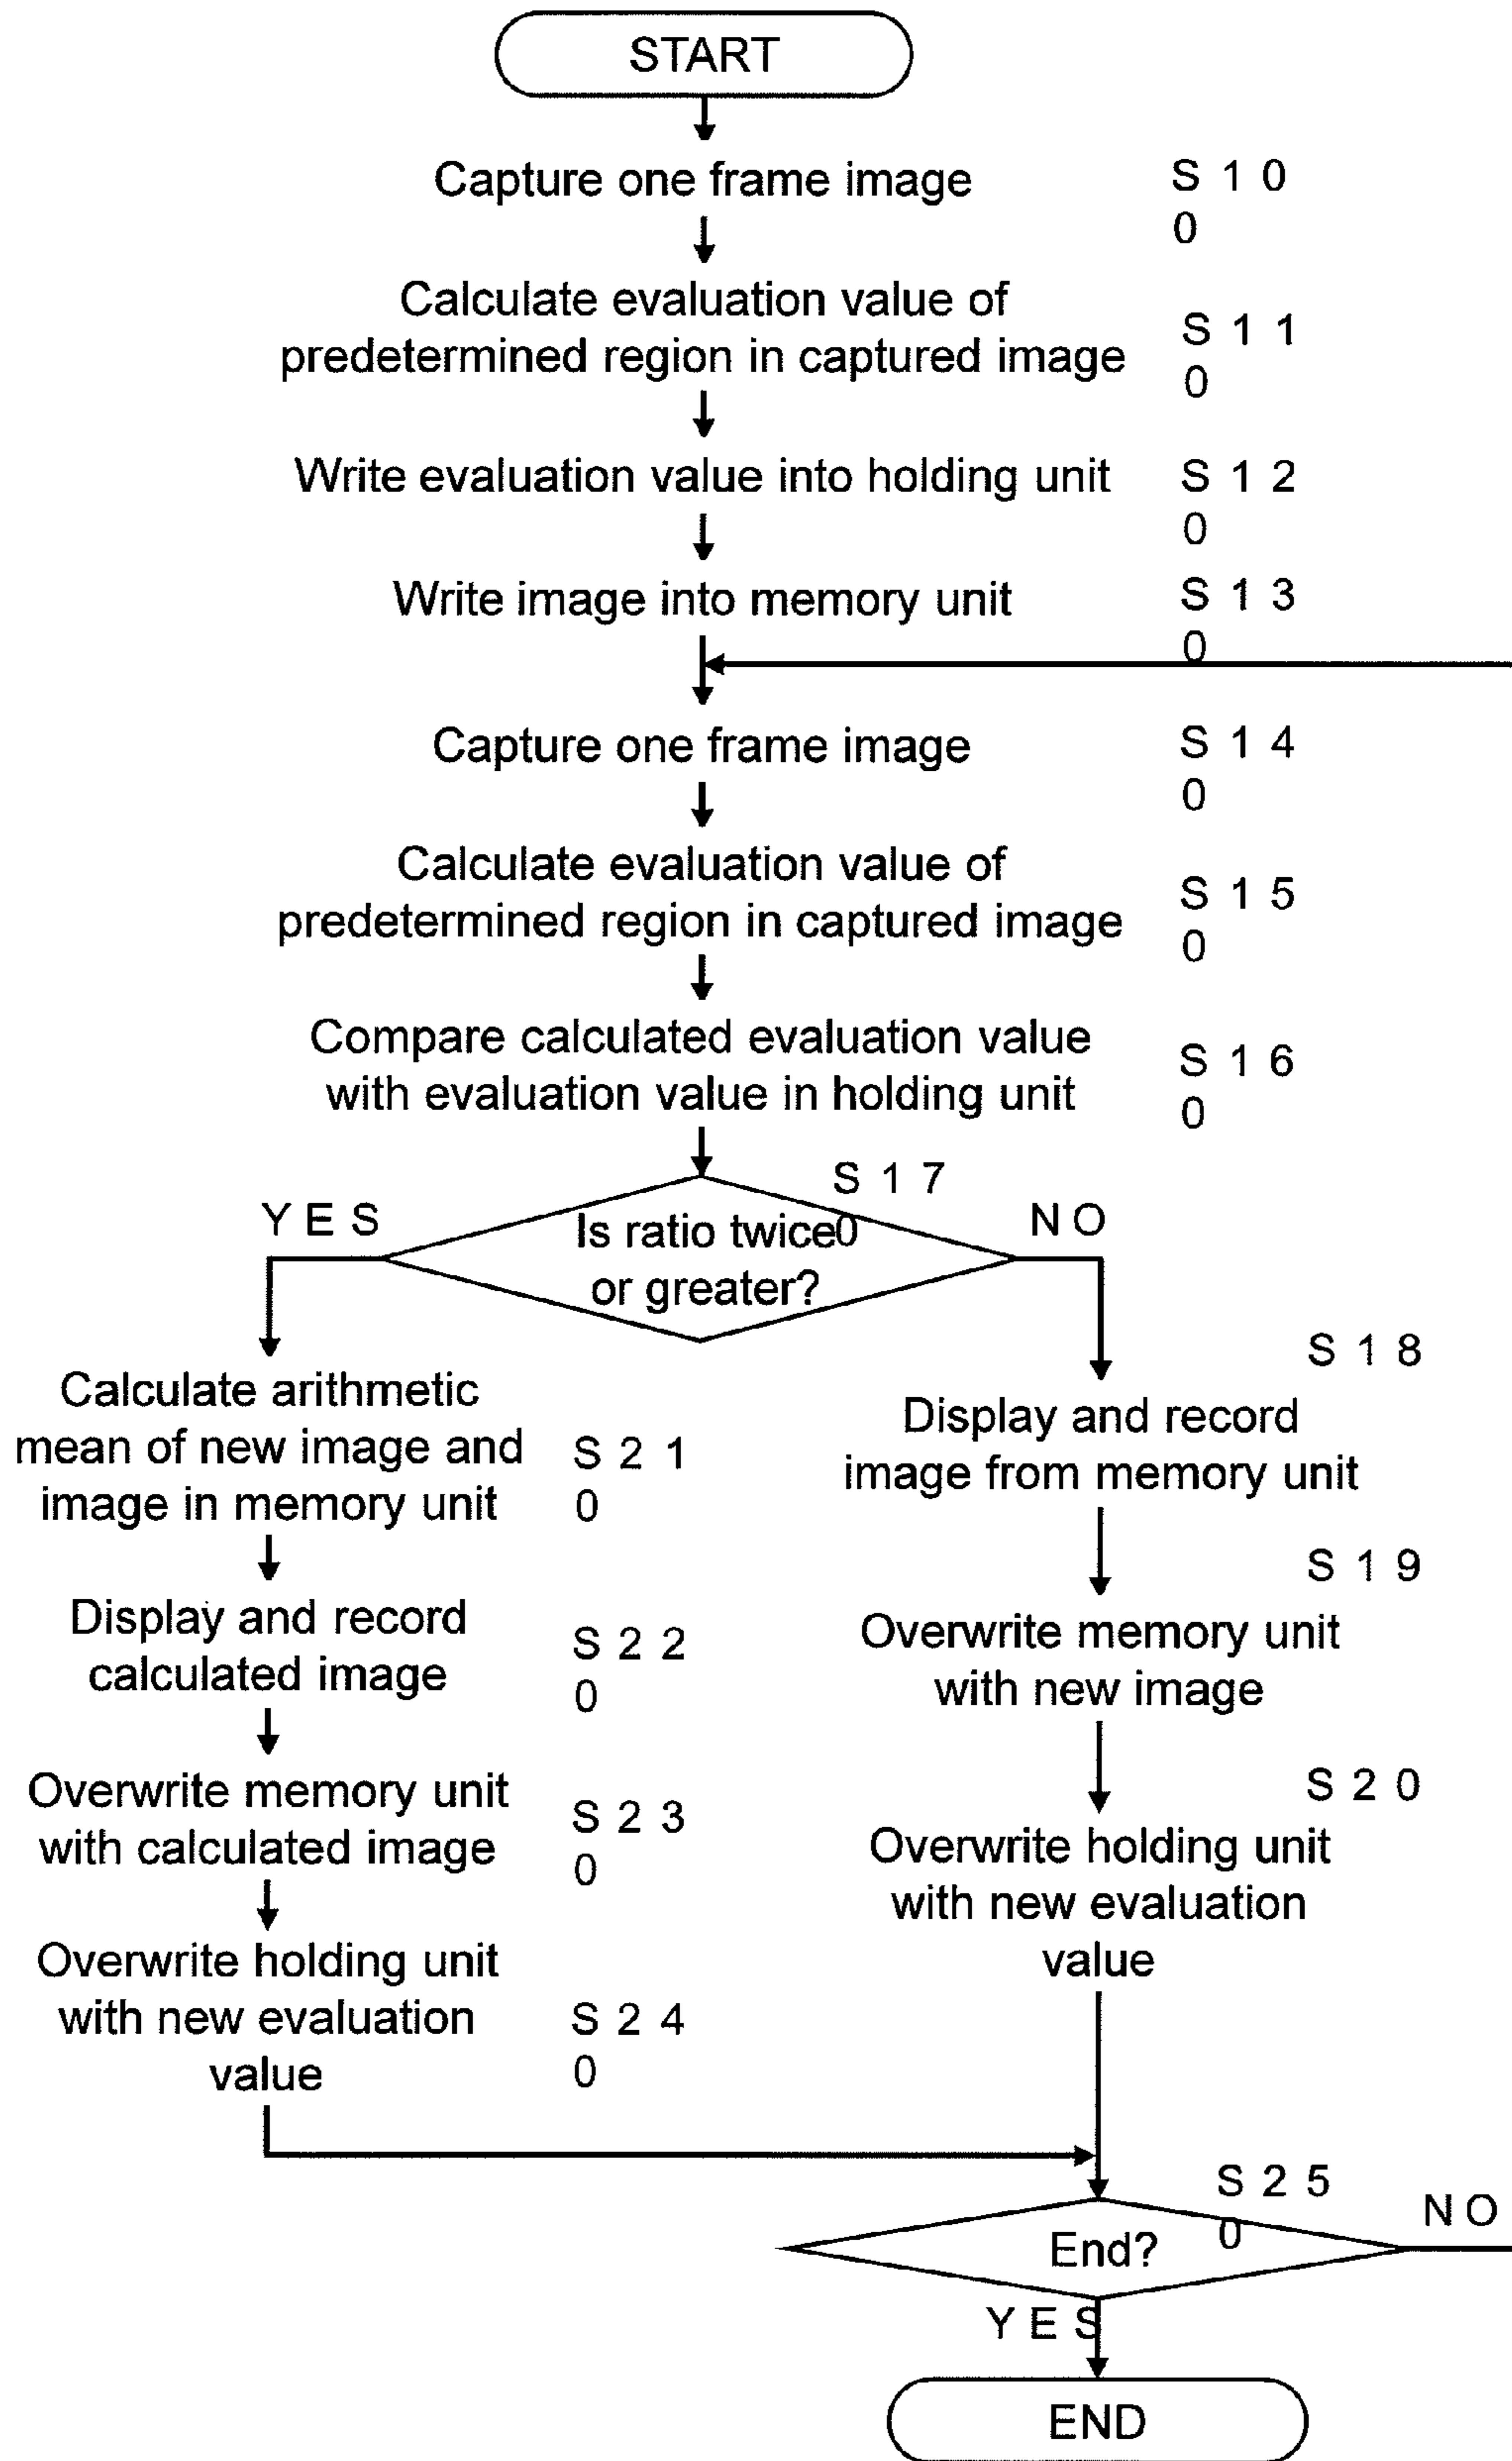 START
Capture one frame image
S 1 0
0
Calculate evaluation value of
predetermined region in captured image
S 1 1
0
Write evaluation value into holding unit
S 1 2
0
Write image into memory unit
S 1 3
0
Capture one frame image
S 1 4
0
Calculate evaluation value of
predetermined region in captured image
S 1 5
0
Compare calculated evaluation value
with evaluation value in holding unit
S 1 6
0
S 1 7
0
YES
Is ratio twice
or greater?
NO
Calculate arithmetic
mean of new image and
image in memory unit
S 2 1
0
Display and record
calculated image
S 2 2
0
Overwrite memory unit
with calculated image
S 2 3
0
Overwrite holding unit
with new evaluation
value
S 2 4
0
S 1 8
Display and record
image from memory unit
S 1 9
Overwrite memory unit
with new image
S 2 0
Overwrite holding unit
with new evaluation
value
S 2 5
0
End?
NO
YES
END